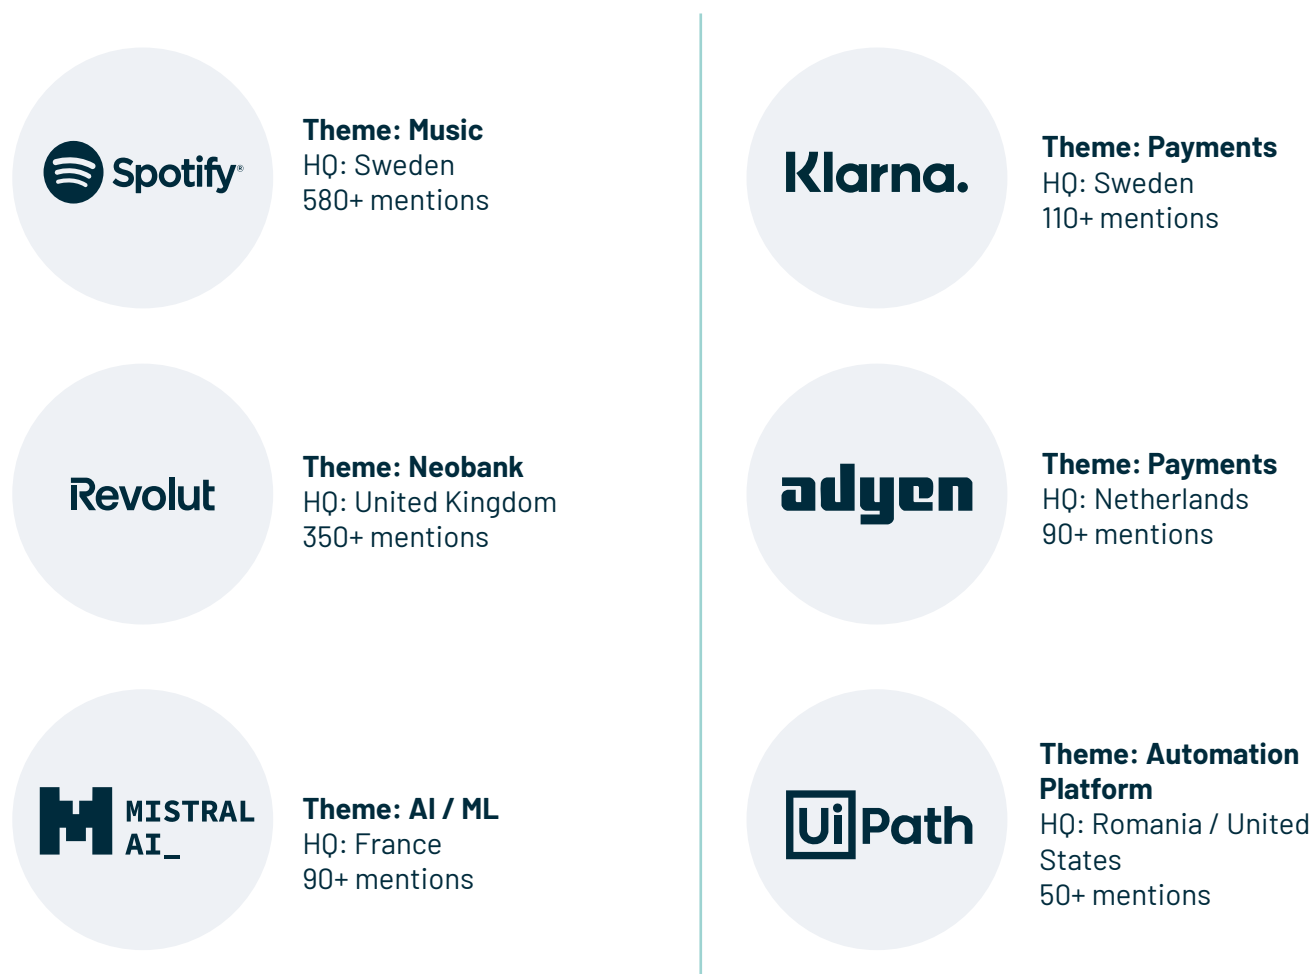 Spotify®
Theme: Music
HQ: Sweden
580+ mentions
Revolut
Theme: Neobank
HQ: United Kingdom
350+ mentions
MISTRAL
AI_
Theme: AI / ML
HQ: France
90+ mentions
Klarna.
Theme: Payments
HQ: Sweden
110+ mentions
adyen
Theme: Payments
HQ: Netherlands
90+ mentions
UiPath
Theme: Automation
Platform
HQ: Romania / United
States
50+ mentions